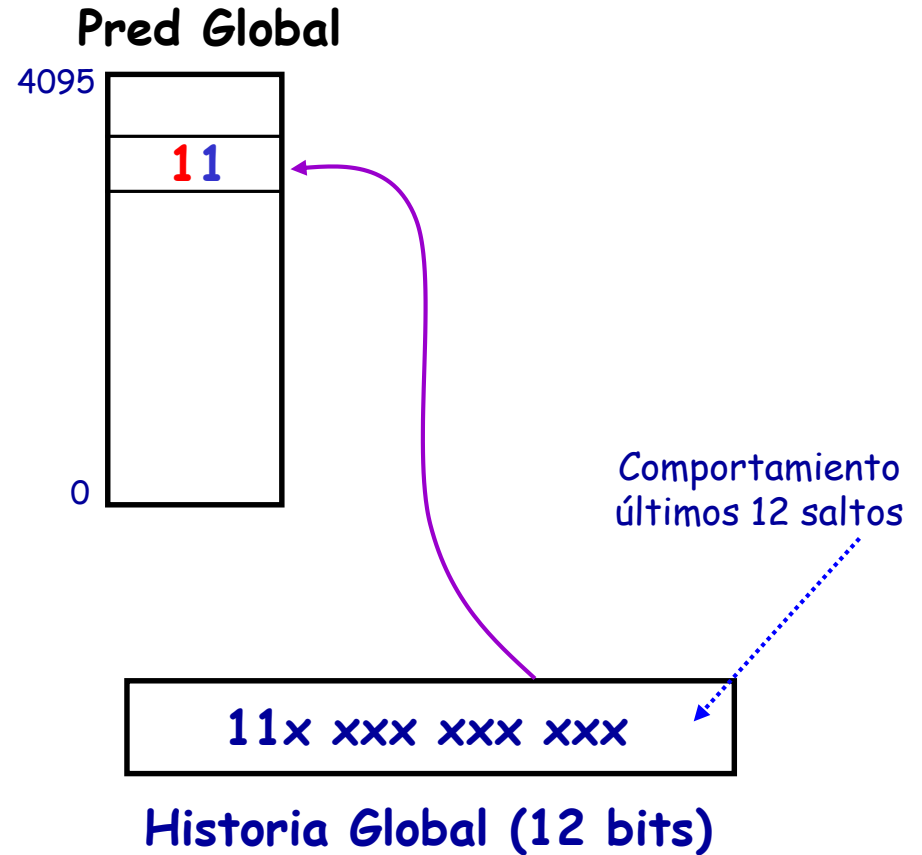 Pred Global
4095
11
0
Comportamiento
últimos 12 saltos
11x xxx xxx xxx
Historia Global (12 bits)